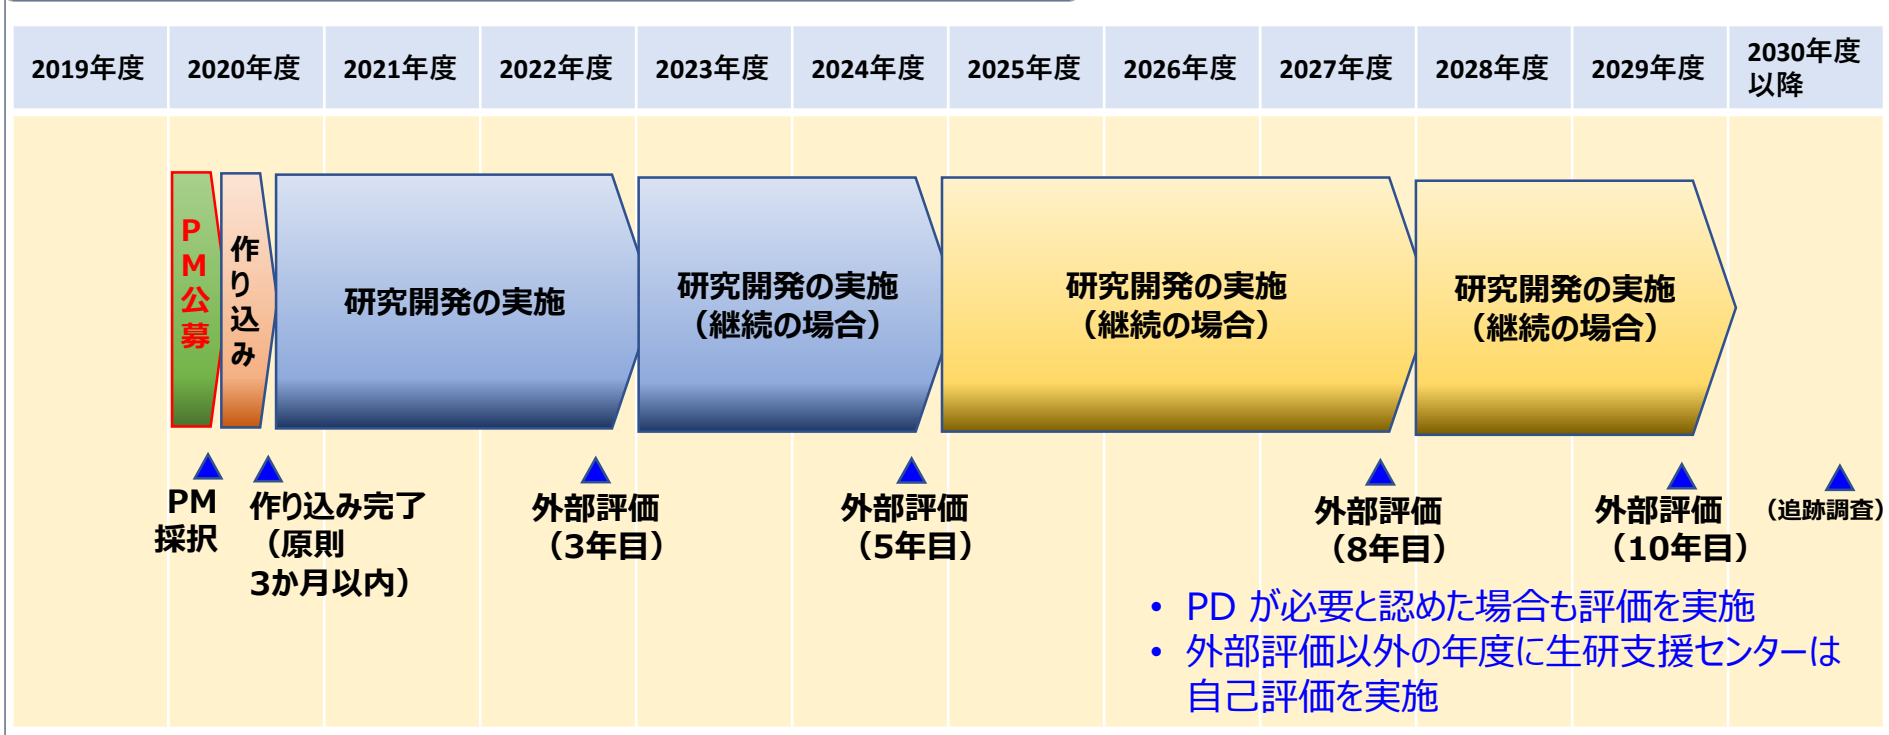 2019年度
2020年度
2021年度
2022年度
2023年度
2024年度
2025年度
2026年度
2027年度
2028年度
2029年度
2030年度
以降
PM公募
作り込み
研究開発の実施
研究開発の実施
（継続の場合）
研究開発の実施
（継続の場合）
研究開発の実施
（継続の場合）
PM
採択
作り込み完了
（原則
3か月以内）
外部評価
（3年目）
外部評価
（5年目）
外部評価
（8年目）
外部評価
（10年目）
（追跡調査）
• PD が必要と認めた場合も評価を実施
• 外部評価以外の年度に生研支援センターは
自己評価を実施